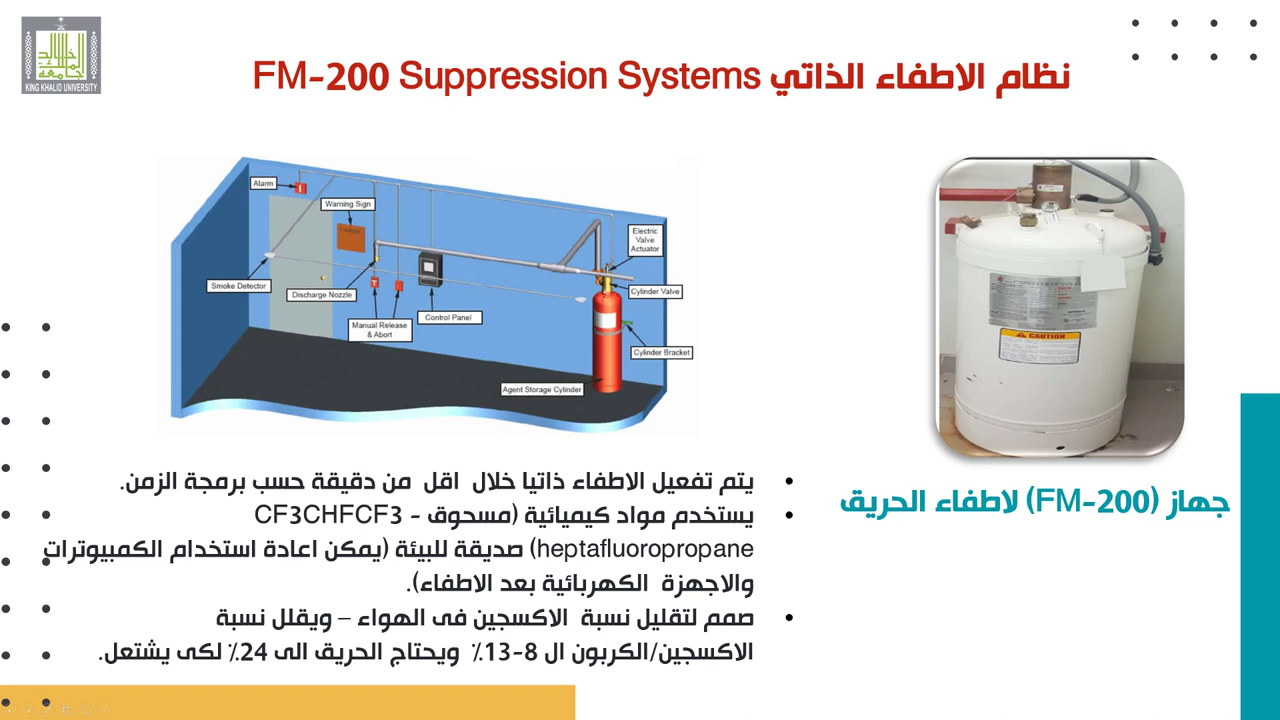 KING KHALID UNIVERSITY
نظام الاطفاء الذاتي FM-200 Suppression Systems
Alarm
Warning Sign
Electric
Valve
Actuator
Smoke Detector
Discharge Nozzle
Cylinder Valve
Control Panel
Manual Release
& Abort
Cylinder Bracket
Agent Storage Cylinder
CAUTION
جهاز (FM-200) لاطفاء الحريق
• يتم تفعيل الاطفاء ذاتيا خلال اقل من دقيقة حسب برمجة الزمن.
• يستخدم مواد كيميائية (مسحوق - CF3CHFCF3
heptafluoropropane) صديقة للبيئة (يمكن اعادة استخدام الكمبيوترات
والاجهزة الكهربائية بعد الاطفاء).
• صمم لتقليل نسبة الاكسجين فى الهواء – ويقلل نسبة
الاكسجين/الكربون ال 8-13٪ ويحتاج الحريق الى 24٪ لكى يشتعل.